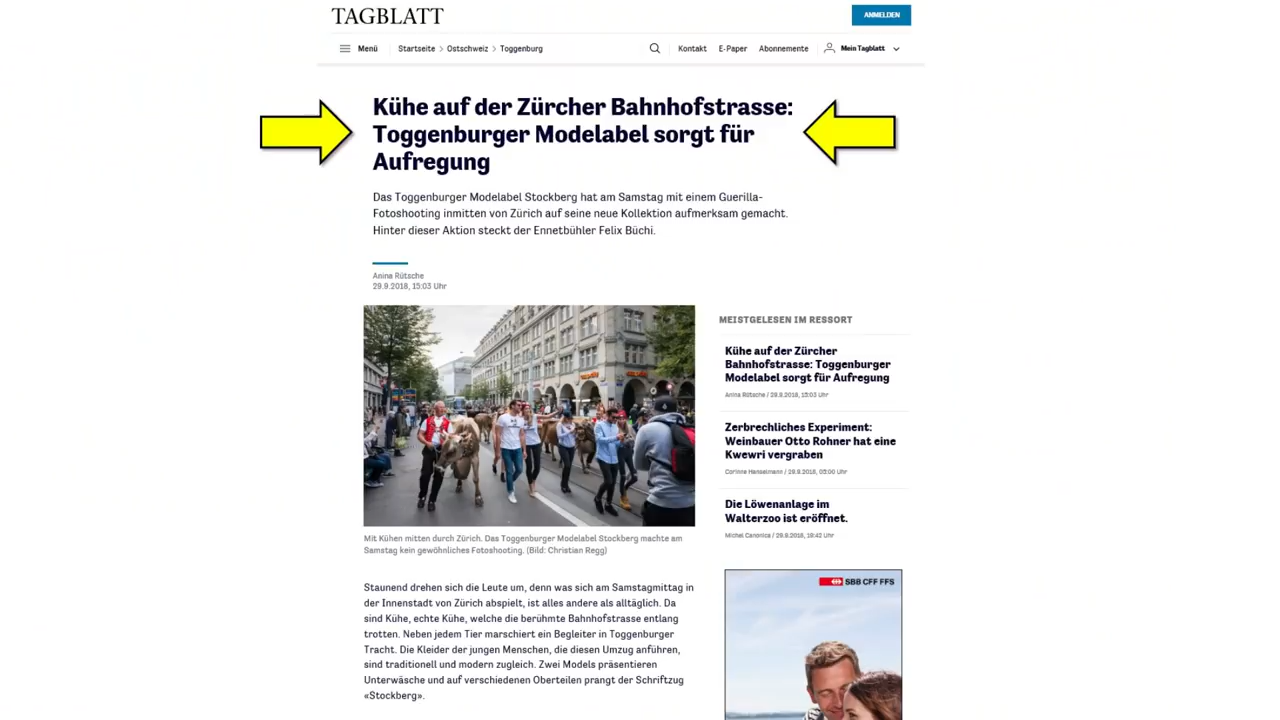 TAGBLATT
ANMELDEN
Menü
Startseite > Ostschweiz > Toggenburg
Kontakt
E-Paper
Abonnemente
Mein Tagblatt
Kühe auf der Zürcher Bahnhofstrasse:
Toggenburger Modelabel sorgt für
Aufregung
Das Toggenburger Modelabel Stockberg hat am Samstag mit einem Guerilla-
Fotoshooting inmitten von Zürich auf seine neue Kollektion aufmerksam gemacht.
Hinter dieser Aktion steckt der Ennetbühler Felix Büchi.
Anina Rütsche
29.9.2018, 15:03 Uhr
Mit Kühen mitten durch Zürich. Das Toggenburger Modelabel Stockberg machte am
Samstag kein gewöhnliches Fotoshooting. (Bild: Christian Regg)
Staunend drehen sich die Leute um, denn was sich am Samstagmittag in
der Innenstadt von Zürich abspielt, ist alles andere als alltäglich. Da
sind Kühe, echte Kühe, welche die berühmte Bahnhofstrasse entlang
trotten. Neben jedem Tier marschiert ein Begleiter in Toggenburger
Tracht. Die Kleider der jungen Menschen, die diesen Umzug anführen,
sind traditionell und modern zugleich. Zwei Models präsentieren
Unterwäsche und auf verschiedenen Oberteilen prangt der Schriftzug
«Stockberg».
MEISTGELESEN IM RESSORT
Kühe auf der Zürcher
Bahnhofstrasse: Toggenburger
Modelabel sorgt für Aufregung
Anina Rütsche / 29.9.2018, 15:03 Uhr
Zerbrechliches Experiment:
Weinbauer Otto Rohner hat eine
Kwewri vergraben
Corinne Hanselmann / 29.9.2018, 05:00 Uhr
Die Löwenanlage im
Walterzoo ist eröffnet.
Michel Canonica / 29.9.2018, 18:42 Uhr
SBB CFF FFS